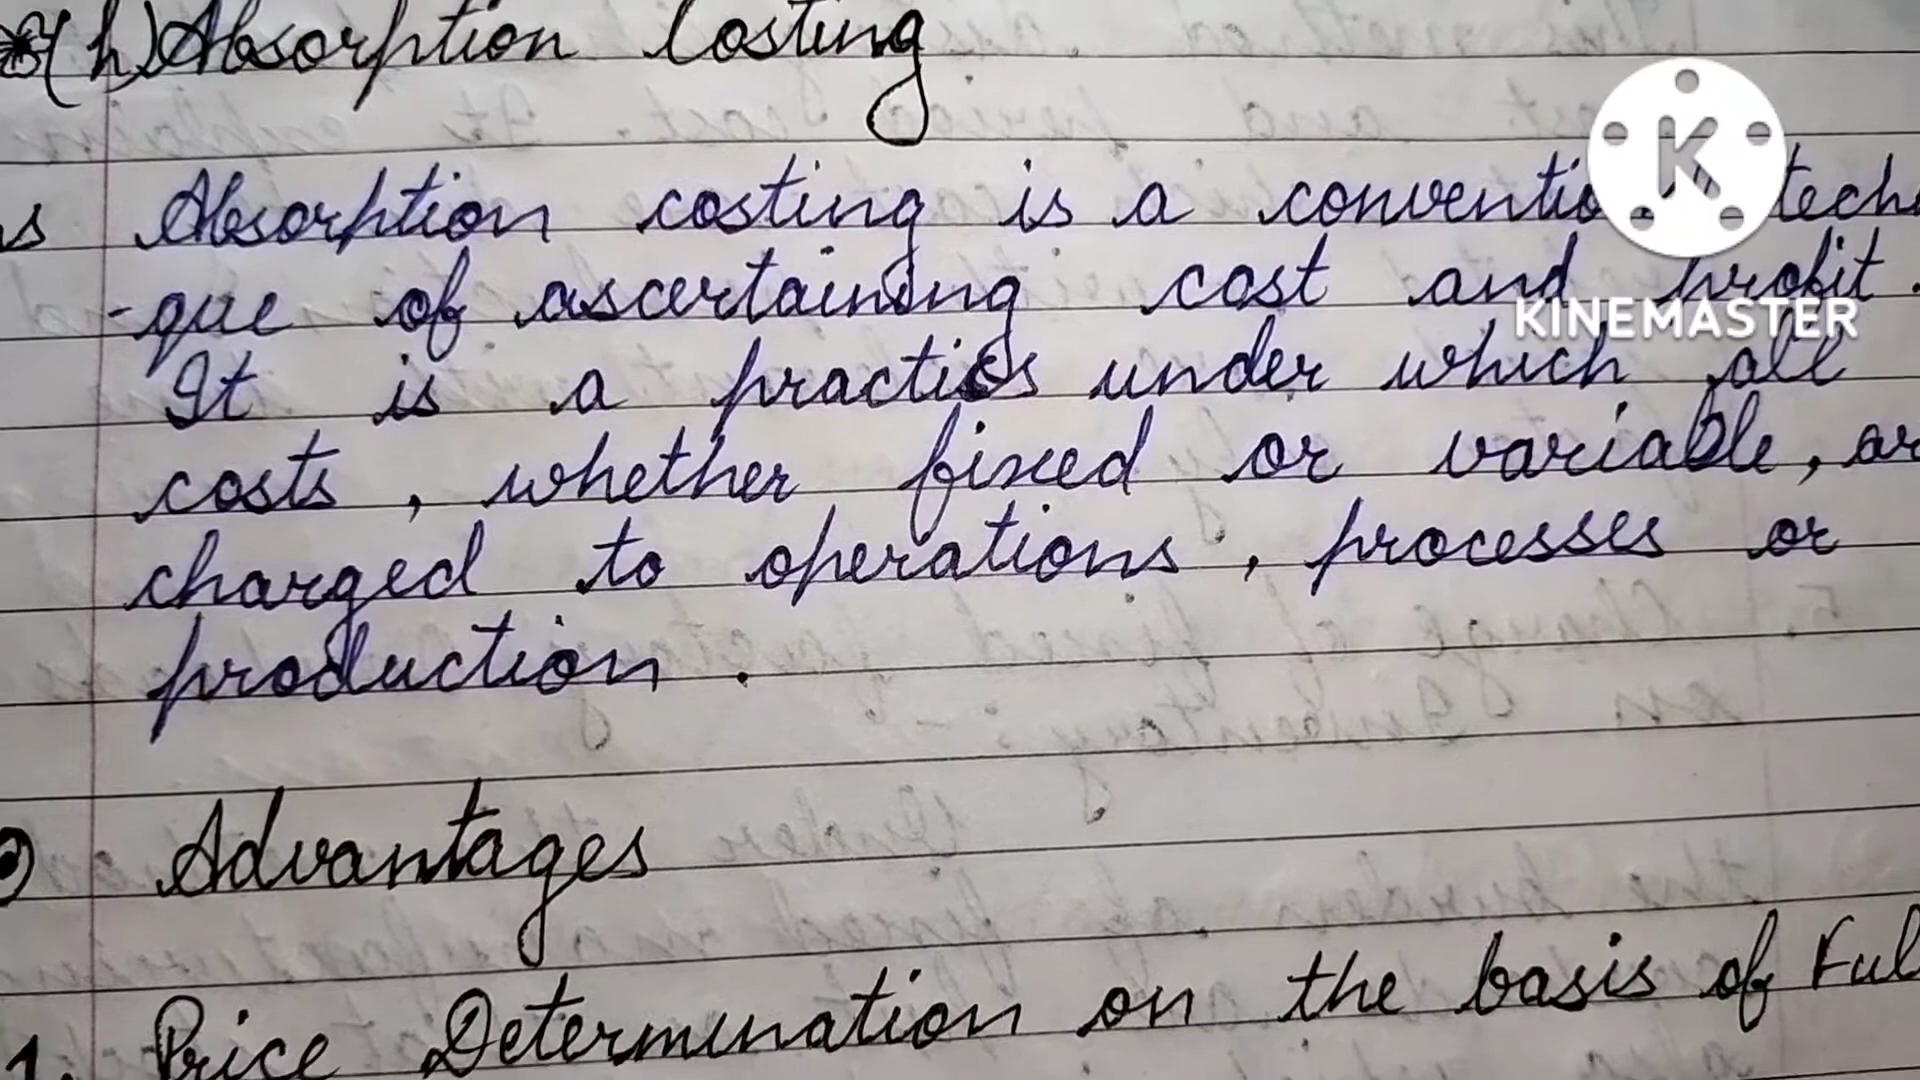 (h) Absorption Costing
s Absorption costing is a conventio tech
-que of ascertaining cost and profit.
It is a practics under which all
costs, whether fixed or variable, ar
charged to operations, processes or
production.
Advantages
1. Price Determination on the basis of Ful
K
KINEMASTER